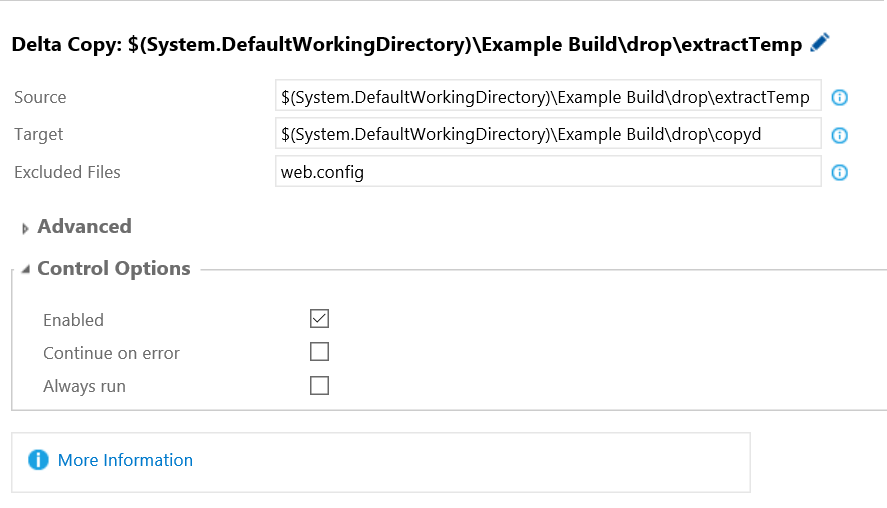 Delta Copy: $(System.DefaultWorkingDirectory)\Example Build\drop\extractTemp
Source $(System.DefaultWorkingDirectory)\Example Build\drop\extractTemp
Target $(System.DefaultWorkingDirectory)\Example Build\drop\copyd
Excluded Files web.config
Advanced
Control Options
Enabled
Continue on error
Always run
More Information